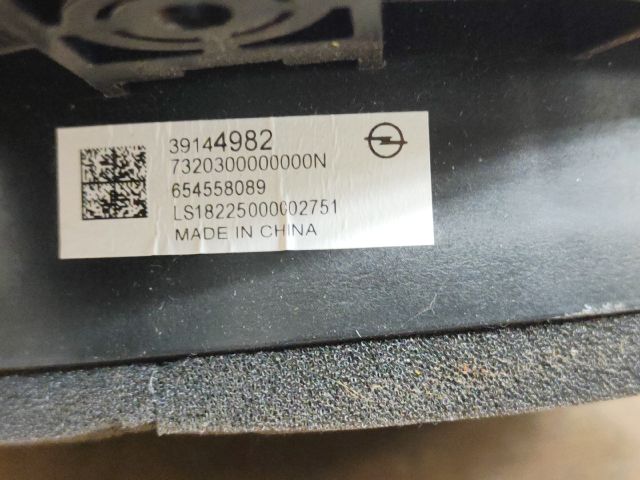 39144982
7320300000000N
654558089
LS18225000002751
MADE IN CHINA